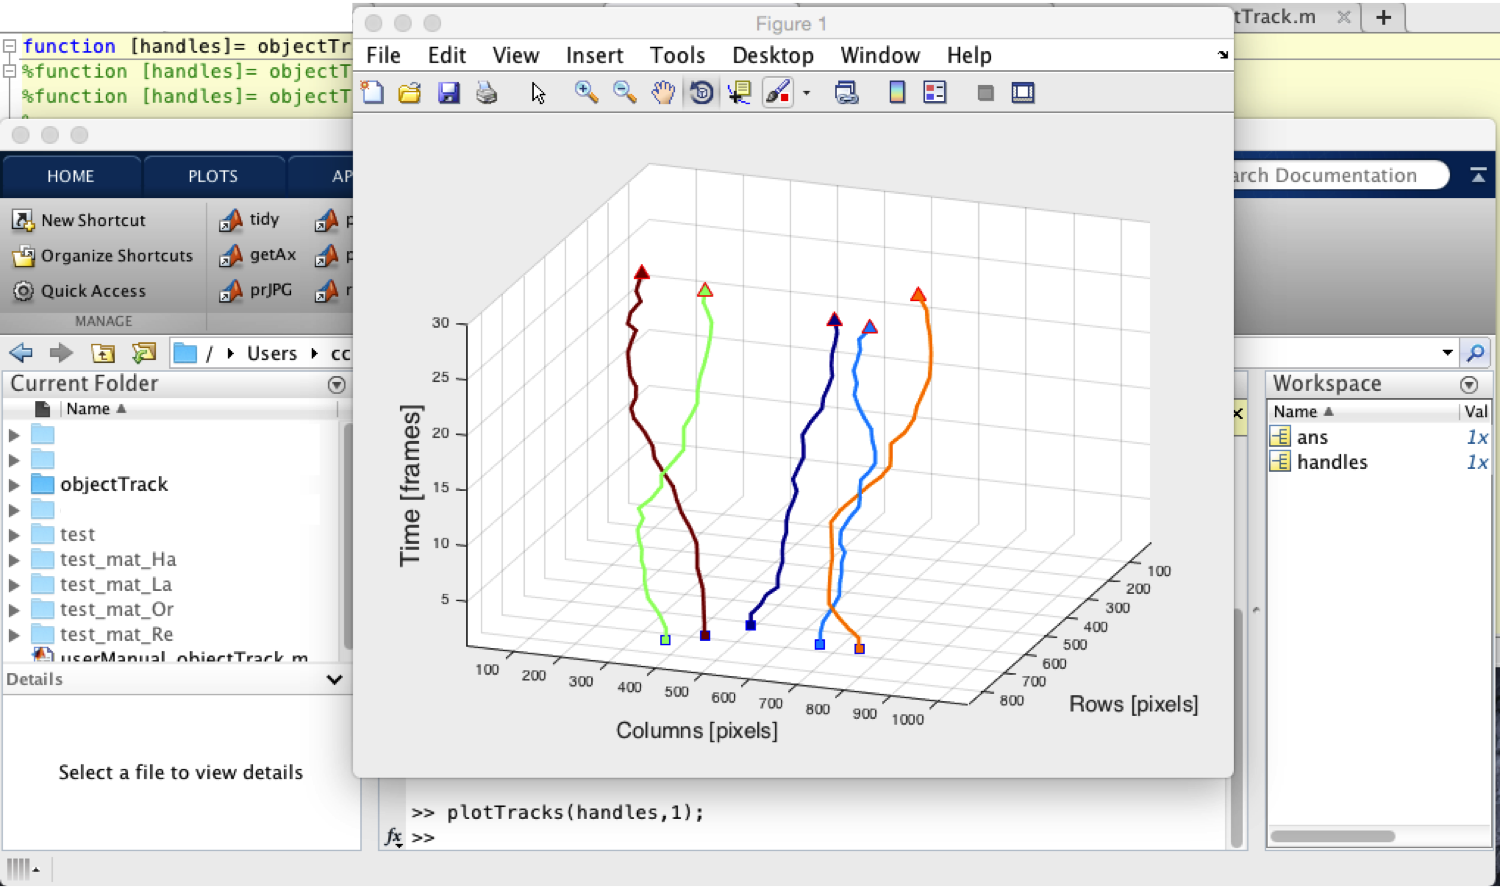 Figure 1
tTrack.m
function [handles]= objectTr
%function [handles]= objectT
%function [handles]= objectT
File Edit View Insert Tools Desktop Window Help
HOME PLOTS AP
arch Documentation
New Shortcut
Organize Shortcuts
Quick Access
tidy
getAx
prJPG
p
p
r
MANAGE
/ Users cc
Current Folder
Name
objectTrack
test
test_mat_Ha
test_mat_La
test_mat_Or
test_mat_Re
userManual_objectTrack.m
Details
Select a file to view details
30
25
20
15
10
5
Time [frames]
100 200 300 400 500 600 700 800 900 1000
Columns [pixels]
100
200
300
400
500
600
700
800
Rows [pixels]
>> plotTracks(handles,1);
fx >>
Workspace
Name Val
ans 1x
handles 1x